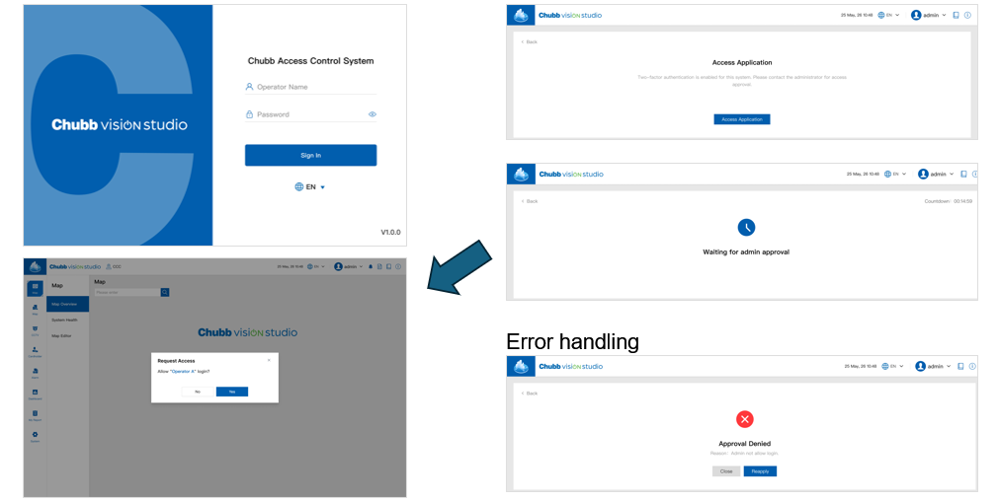 Chubb Access Control System
Operator Name
Password
Sign In
EN
Chubb vision studio
V1.0.0
Chubb vision studio
25 May, 26 10:46
EN
admin
Back
Access Application
Two-factor authentication is enabled for this system. Please contact the administrator for access
approval.
Access Application
Chubb vision studio
25 May, 26 10:46
EN
admin
Back
Countdown: 00:14:59
Waiting for admin approval
Chubb vision studio
CCC
EN
admin
Map
Map
Please enter
Map Overview
System Health
Map Editor
Chubb vision studio
Request Access
Allow "Operator A" login?
No
Yes
Error handling
Chubb vision studio
25 May, 26 10:46
EN
admin
Back
Approval Denied
Reason: Admin not allow login.
Close
Reapply